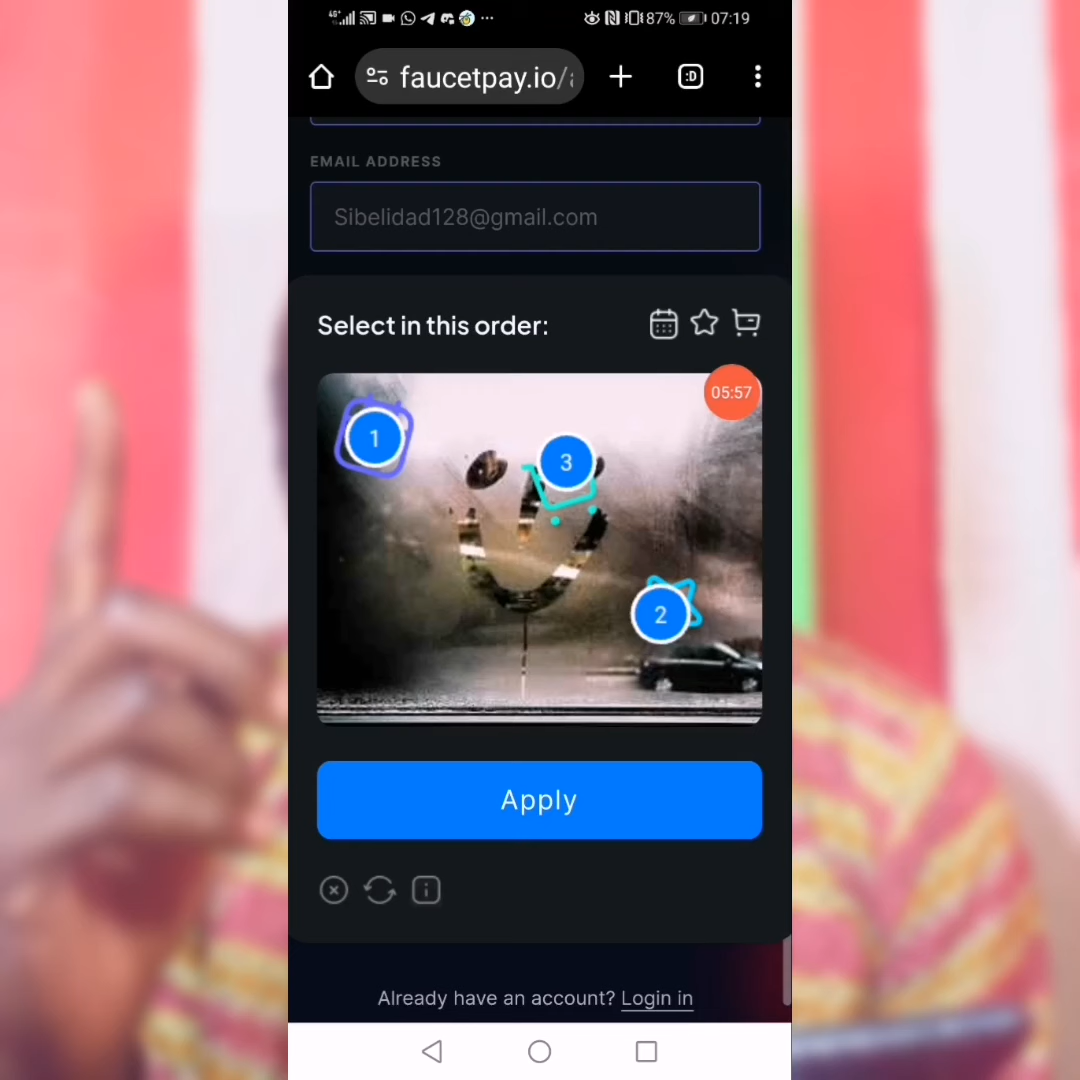 4G+ 87% 07:19
faucetpay.io/
:D
EMAIL ADDRESS
Sibelidad128@gmail.com
Select in this order:
05:57
1
3
2
Apply
Already have an account? Login in